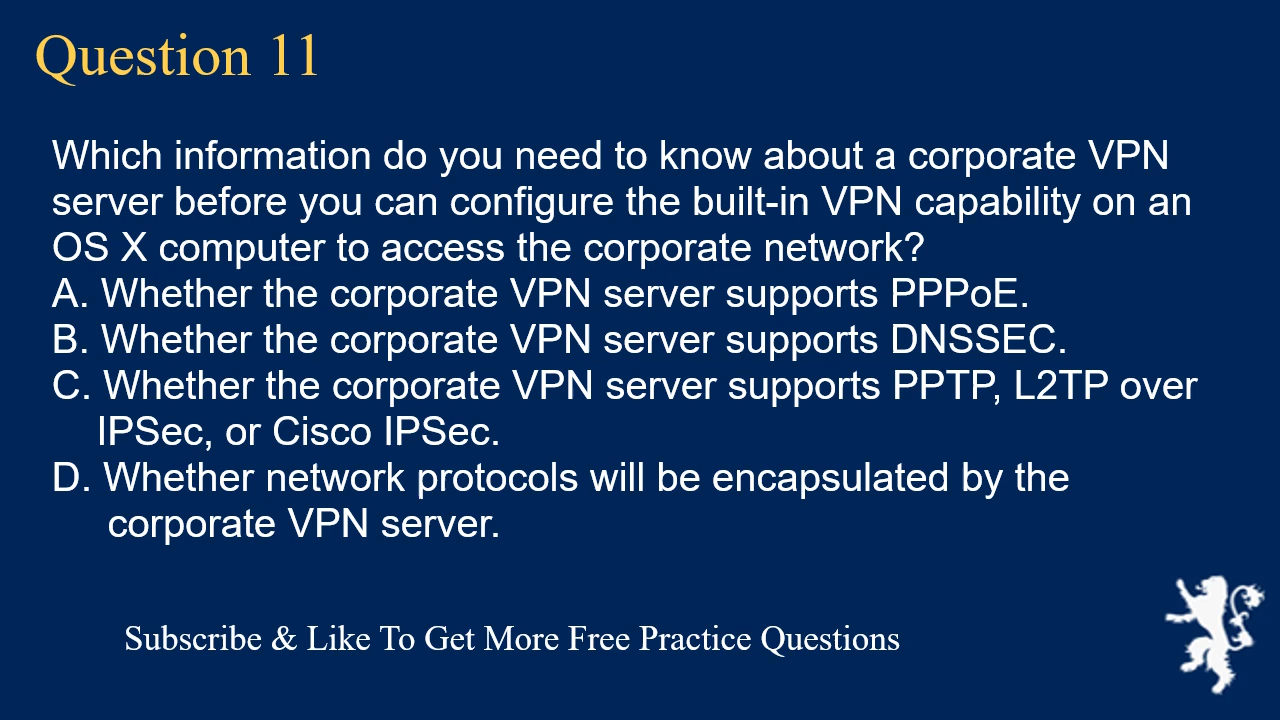 Question 11
Which information do you need to know about a corporate VPN
server before you can configure the built-in VPN capability on an
OS X computer to access the corporate network?
A. Whether the corporate VPN server supports PPPoE.
B. Whether the corporate VPN server supports DNSSEC.
C. Whether the corporate VPN server supports PPTP, L2TP over
IPSec, or Cisco IPSec.
D. Whether network protocols will be encapsulated by the
corporate VPN server.
Subscribe & Like To Get More Free Practice Questions